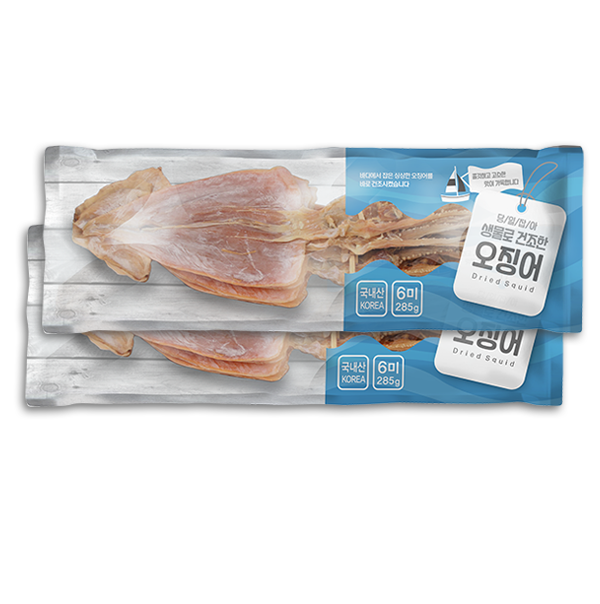 바다에서 잡은 싱싱한 오징어를
바로 건조시켰습니다
쫄깃하고 고소한
맛이 가득합니다
당/일/잡/아
생물로 건조한
오징어
Dried Squid
국내산
KOREA
6미
285g
오징어
Dried Squid
국내산
KOREA
6미
285g